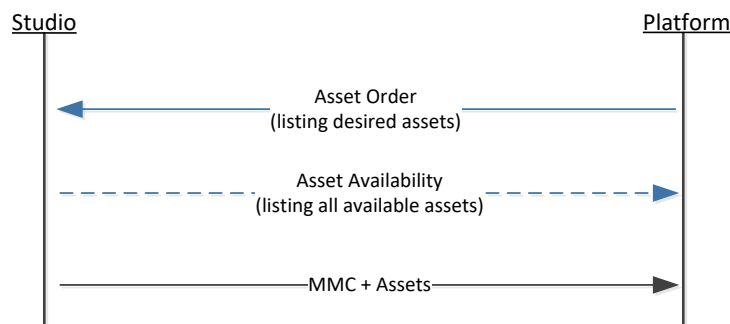 Studio
Platform
Asset Order
(listing desired assets)
Asset Availability
(listing all available assets)
MMC + Assets